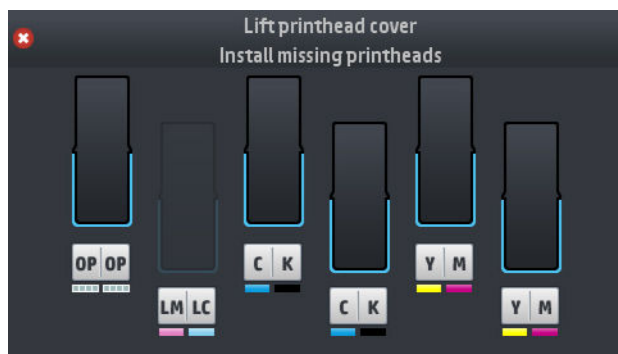 Lift printhead cover
Install missing printheads
OP OP
C K
Y M
LM LC
C K
Y M